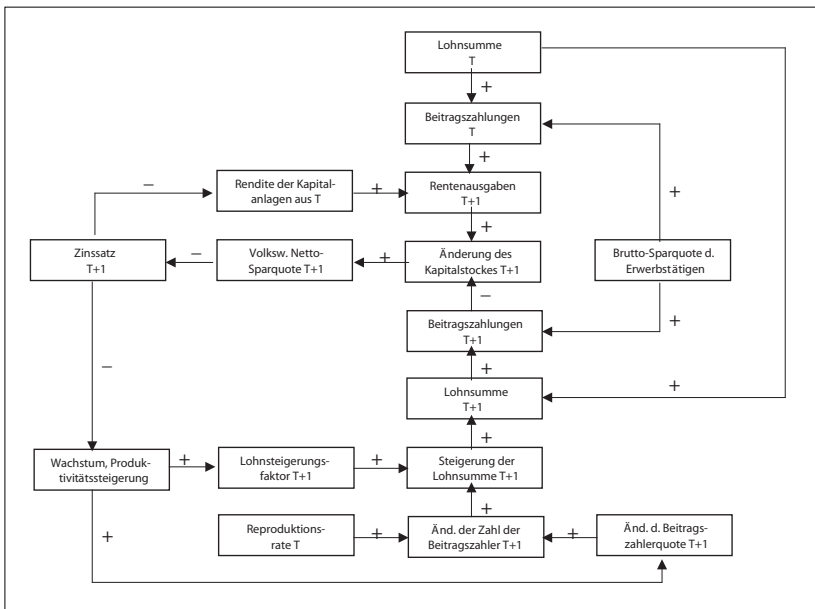 Lohnsumme
T
+
Beitragszahlungen
T
+
−
Rendite der Kapital-
anlagen aus T
+
Rentenausgaben
T+1
+
+
Zinssatz
T+1
−
Volksw. Netto-
Sparquote T+1
+
Änderung des
Kapitalstockes T+1
Brutto-Sparquote d.
Erwerbstätigen
−
+
Beitragszahlungen
T+1
−
+
+
Lohnsumme
T+1
+
Wachstum, Produk-
tivitätssteigerung
+
Lohnsteigerungs-
faktor T+1
+
Steigerung der
Lohnsumme T+1
+
+
Reproduktions-
rate T
+
Änd. der Zahl der
Beitragszahler T+1
+
Änd. d. Beitrags-
zahlerquote T+1